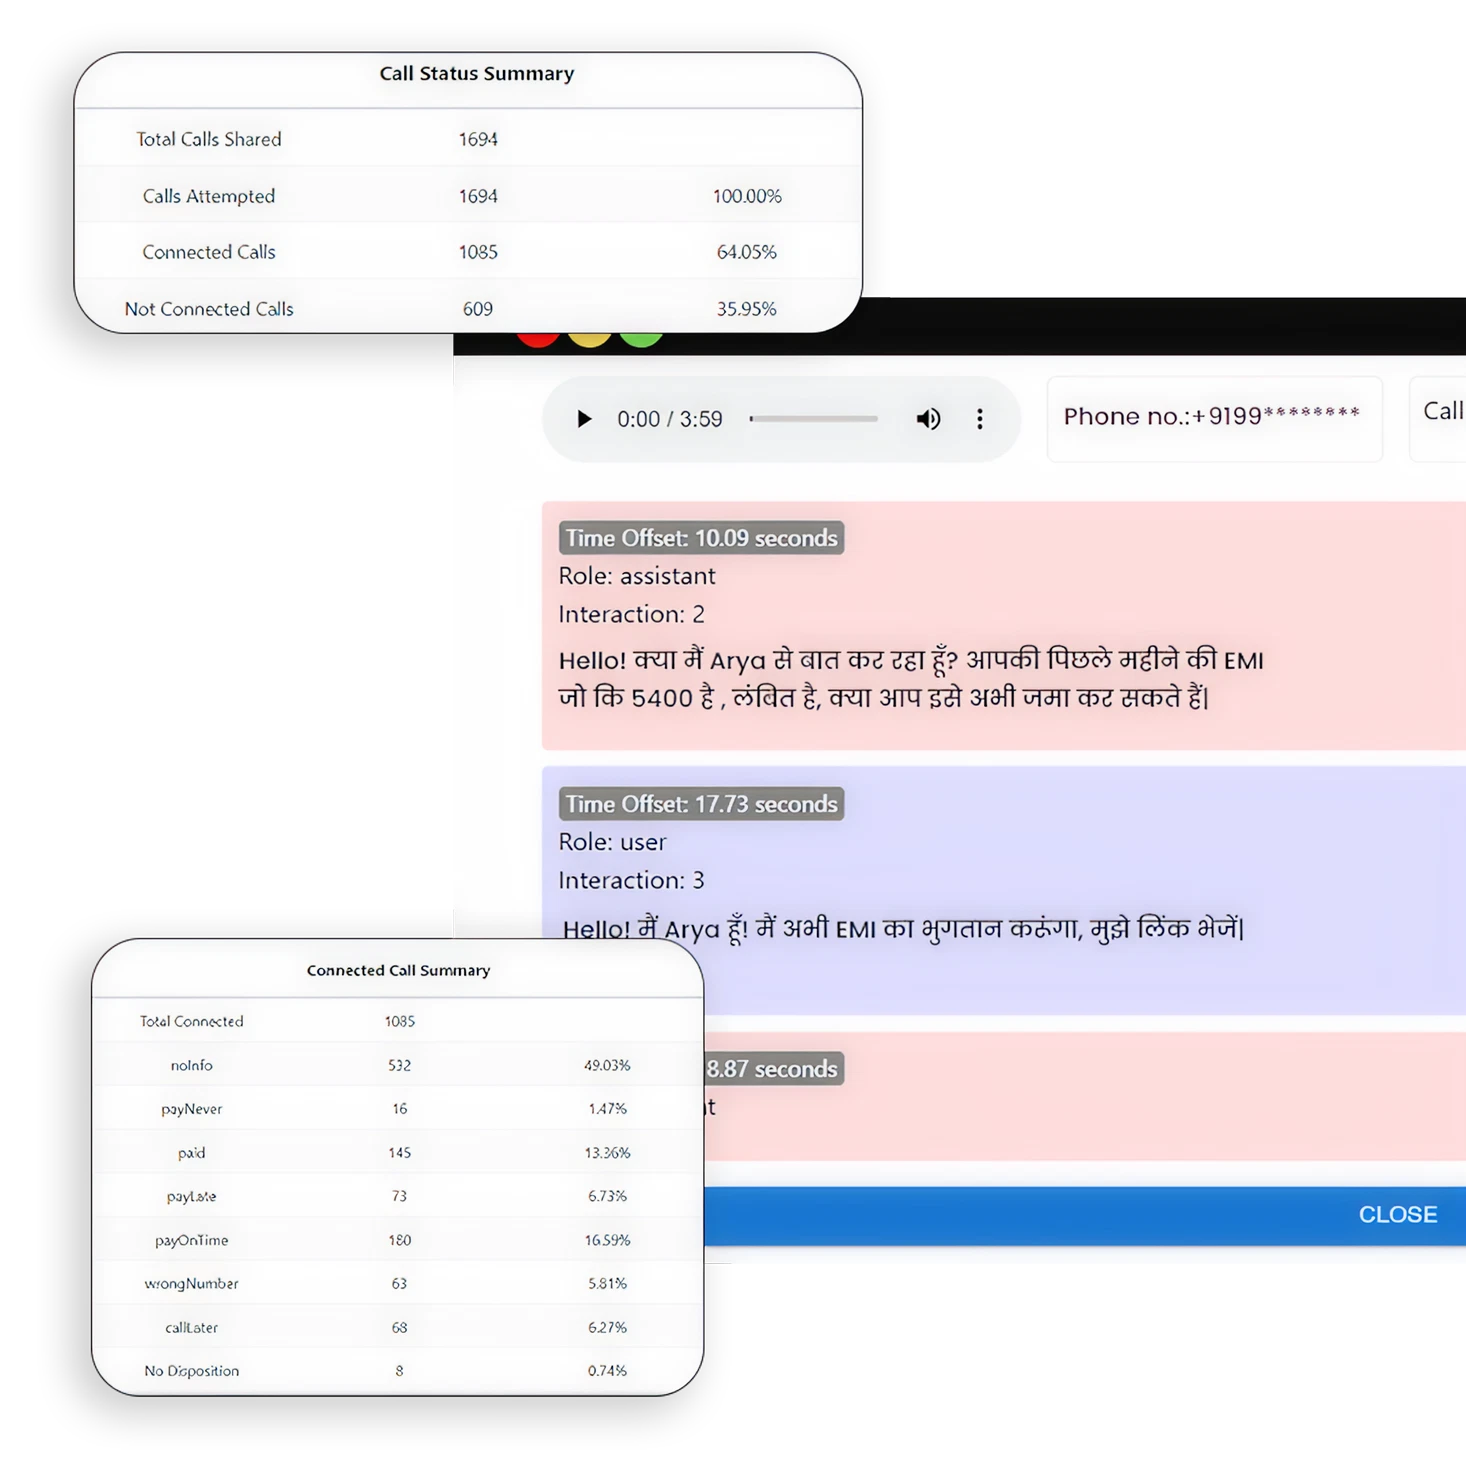 Call Status Summary
Total Calls Shared 1694
Calls Attempted 1694 100.00%
Connected Calls 1085 64.05%
Not Connected Calls 609 35.95%
0:00 / 3:59
Phone no.:+9199********
Call
Time Offset: 10.09 seconds
Role: assistant
Interaction: 2
Hello! क्या मैं Arya से बात कर रहा हूँ? आपकी पिछले महीने की EMI
जो कि 5400 है , लंबित है, क्या आप इसे अभी जमा कर सकते हैं|
Time Offset: 17.73 seconds
Role: user
Interaction: 3
Hello! मैं Arya हूँ! मैं अभी EMI का भुगतान करूंगा, मुझे लिंक भेजें|
8.87 seconds
Connected Call Summary
Total Connected 1085
noInfo 532 49.03%
payNever 16 1.47%
paid 145 13.36%
payLate 73 6.73%
payOnTime 180 16.59%
wrongNumber 63 5.81%
callLater 68 6.27%
No Disposition 8 0.74%
CLOSE